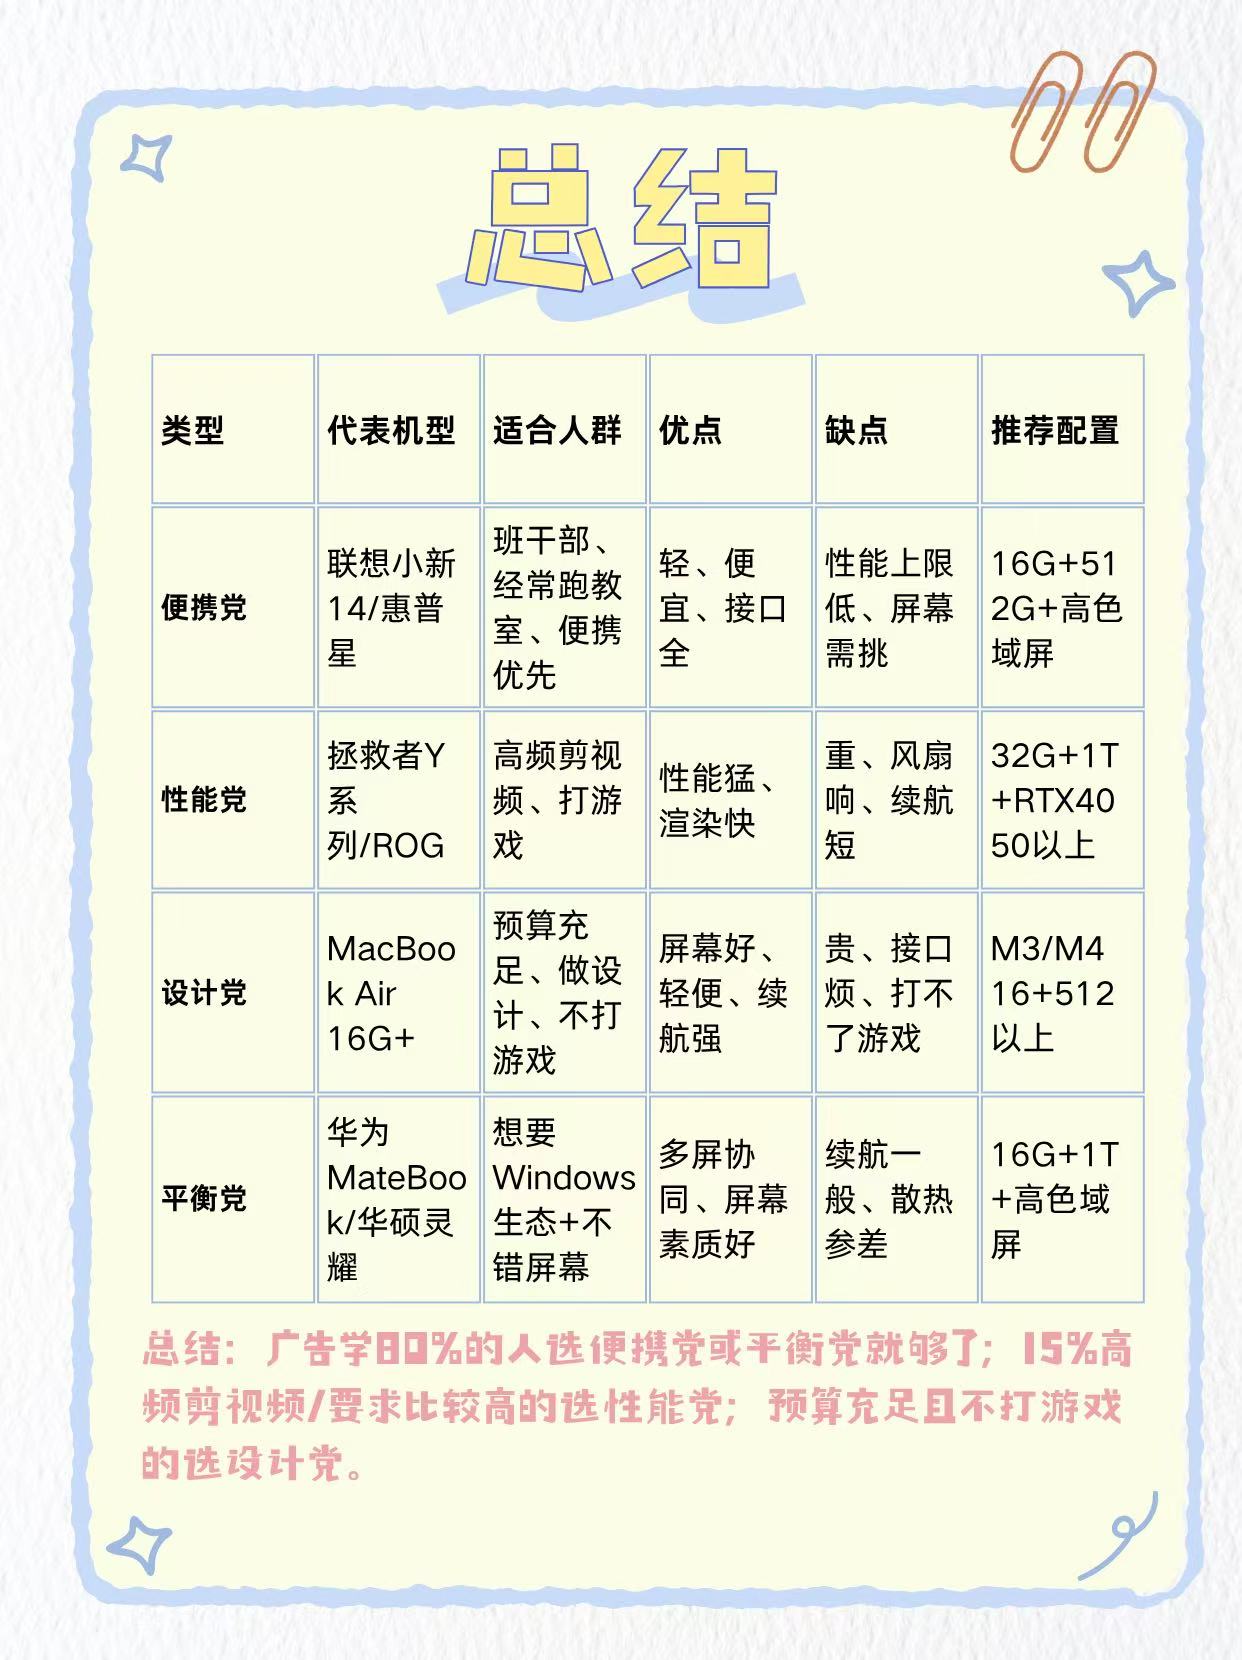 总结
类型
代表机型
适合人群
优点
缺点
推荐配置
便携党
联想小新
14/惠普
星
班干部、
经常跑教
室、便携
优先
轻、便
宜、接口
全
性能上限
低、屏幕
需挑
16G+51
2G+高色
域屏
性能党
拯救者Y
系
列/ROG
高频剪视
频、打游
戏
性能猛、
渲染快
重、风扇
响、续航
短
32G+1T
+RTX40
50以上
设计党
MacBoo
k Air
16G+
预算充
足、做设
计、不打
游戏
屏幕好、
轻便、续
航强
贵、接口
烦、打不
了游戏
M3/M4
16+512
以上
平衡党
华为
MateBoo
k/华硕灵
耀
想要
Windows
生态+不
错屏幕
多屏协
同、屏幕
素质好
续航一
般、散热
参差
16G+1T
+高色域
屏
总结：广告学80%的人选便携党或平衡党就够了；15%高
频剪视频/要求比较高的选性能党；预算充足且不打游戏
的选设计党。